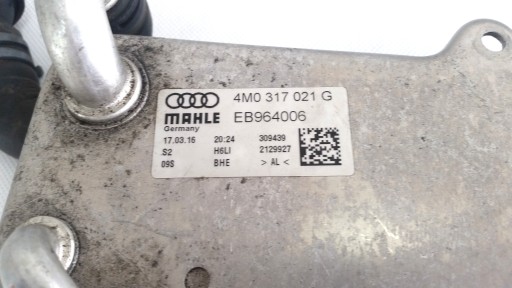 4M0 317 021 G
MAHLE EB964006
Germany
17.03.16 20:24 309439
S2 H6LI 2129927
09S BHE > AL <